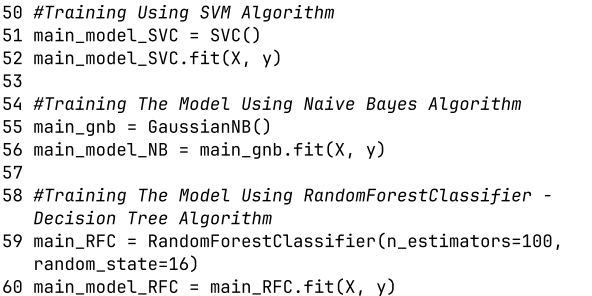 50 #Training Using SVM Algorithm
51 main_model_SVC = SVC()
52 main_model_SVC.fit(X, y)
53
54 #Training The Model Using Naive Bayes Algorithm
55 main_gnb = GaussianNB()
56 main_model_NB = main_gnb.fit(X, y)
57
58 #Training The Model Using RandomForestClassifier -
Decision Tree Algorithm
59 main_RFC = RandomForestClassifier(n_estimators=100,
random_state=16)
60 main_model_RFC = main_RFC.fit(X, y)